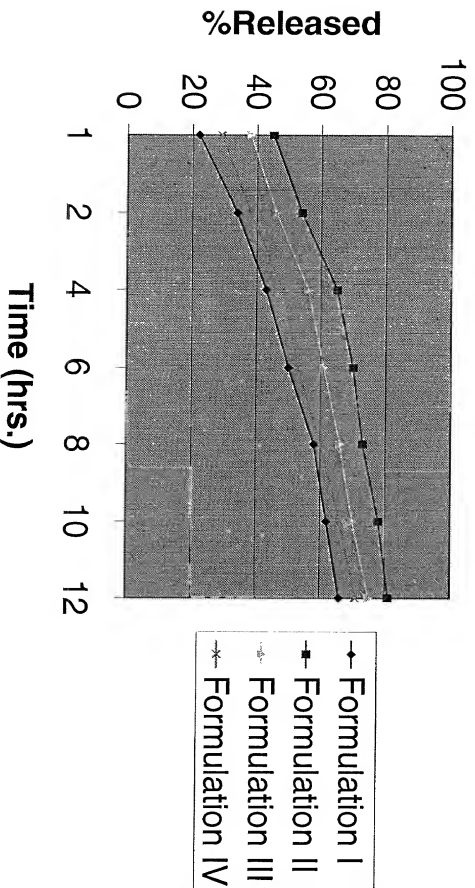 %Released
100
80
60
40
20
0
1 2 4 6 8 10 12
Time (hrs.)
Formulation I
Formulation II
Formulation III
Formulation IV